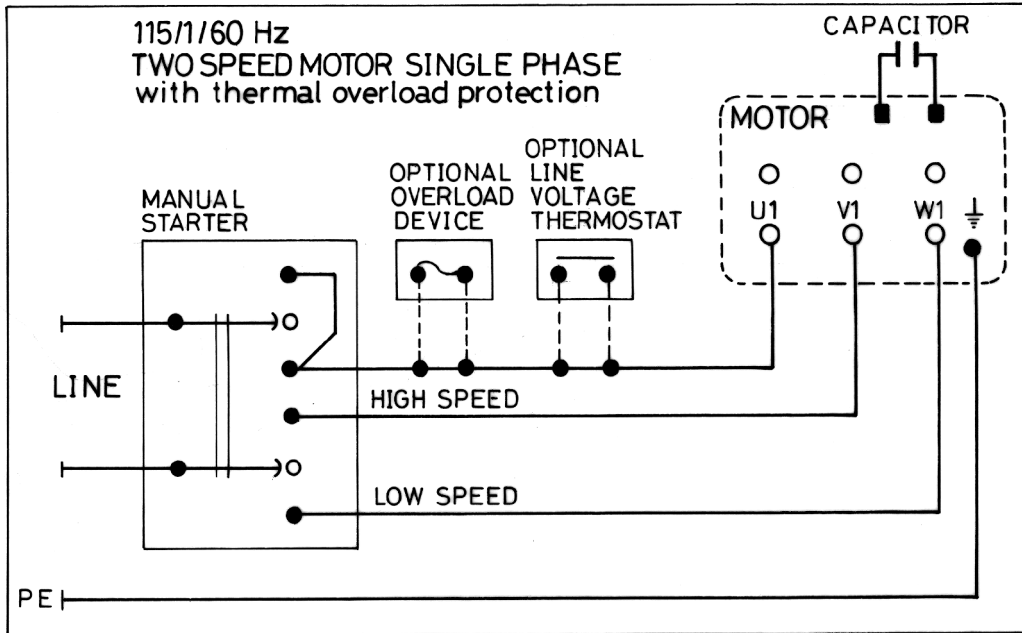 115/1/60 Hz
TWO SPEED MOTOR SINGLE PHASE
with thermal overload protection
CAPACITOR
MOTOR
OPTIONAL
OVERLOAD
DEVICE
OPTIONAL
LINE
VOLTAGE
THERMOSTAT
MANUAL
STARTER
U1
V1
W1
LINE
HIGH SPEED
LOW SPEED
PE